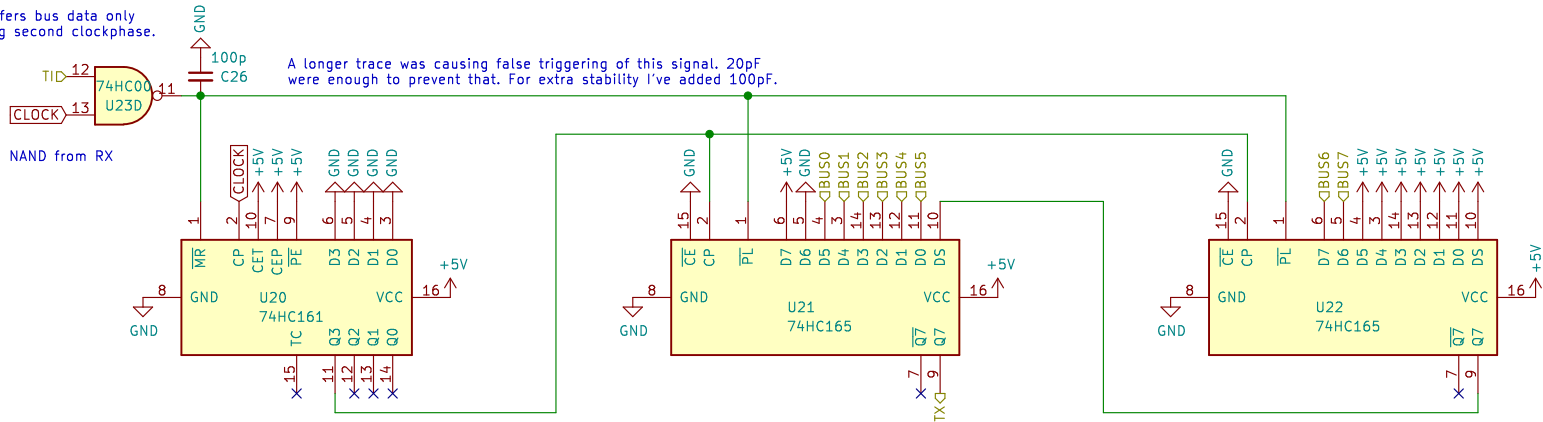 fers bus data only
g second clockphase.
GND
100p
C26
A longer trace was causing false triggering of this signal. 20pF
were enough to prevent that. For extra stability I've added 100pF.
TI
12
74HC00
11
U23D
CLOCK
13
NAND from RX
CLOCK
+5V
+5V
+5V
GND
GND
GND
GND
1
2
10
7
9
6
5
4
3
MR
CP
CET
CEP
PE
D3
D2
D1
D0
8
GND
GND
U20
74HC161
VCC
16
+5V
TC
Q3
Q2
Q1
Q0
15
11
12
13
14
GND
+5V
GND
BUS0
BUS1
BUS2
BUS3
BUS4
BUS5
15
2
1
6
5
4
3
14
13
12
11
10
CE
CP
PL
D7
D6
D5
D4
D3
D2
D1
D0
DS
8
GND
GND
U21
74HC165
VCC
16
+5V
Q7
Q7
7
9
TX
GND
BUS6
BUS7
+5V
+5V
+5V
+5V
+5V
+5V
+5V
15
2
1
6
5
4
3
14
13
12
11
10
CE
CP
PL
D7
D6
D5
D4
D3
D2
D1
D0
DS
8
GND
GND
U22
74HC165
VCC
16
+5V
Q7
Q7
7
9